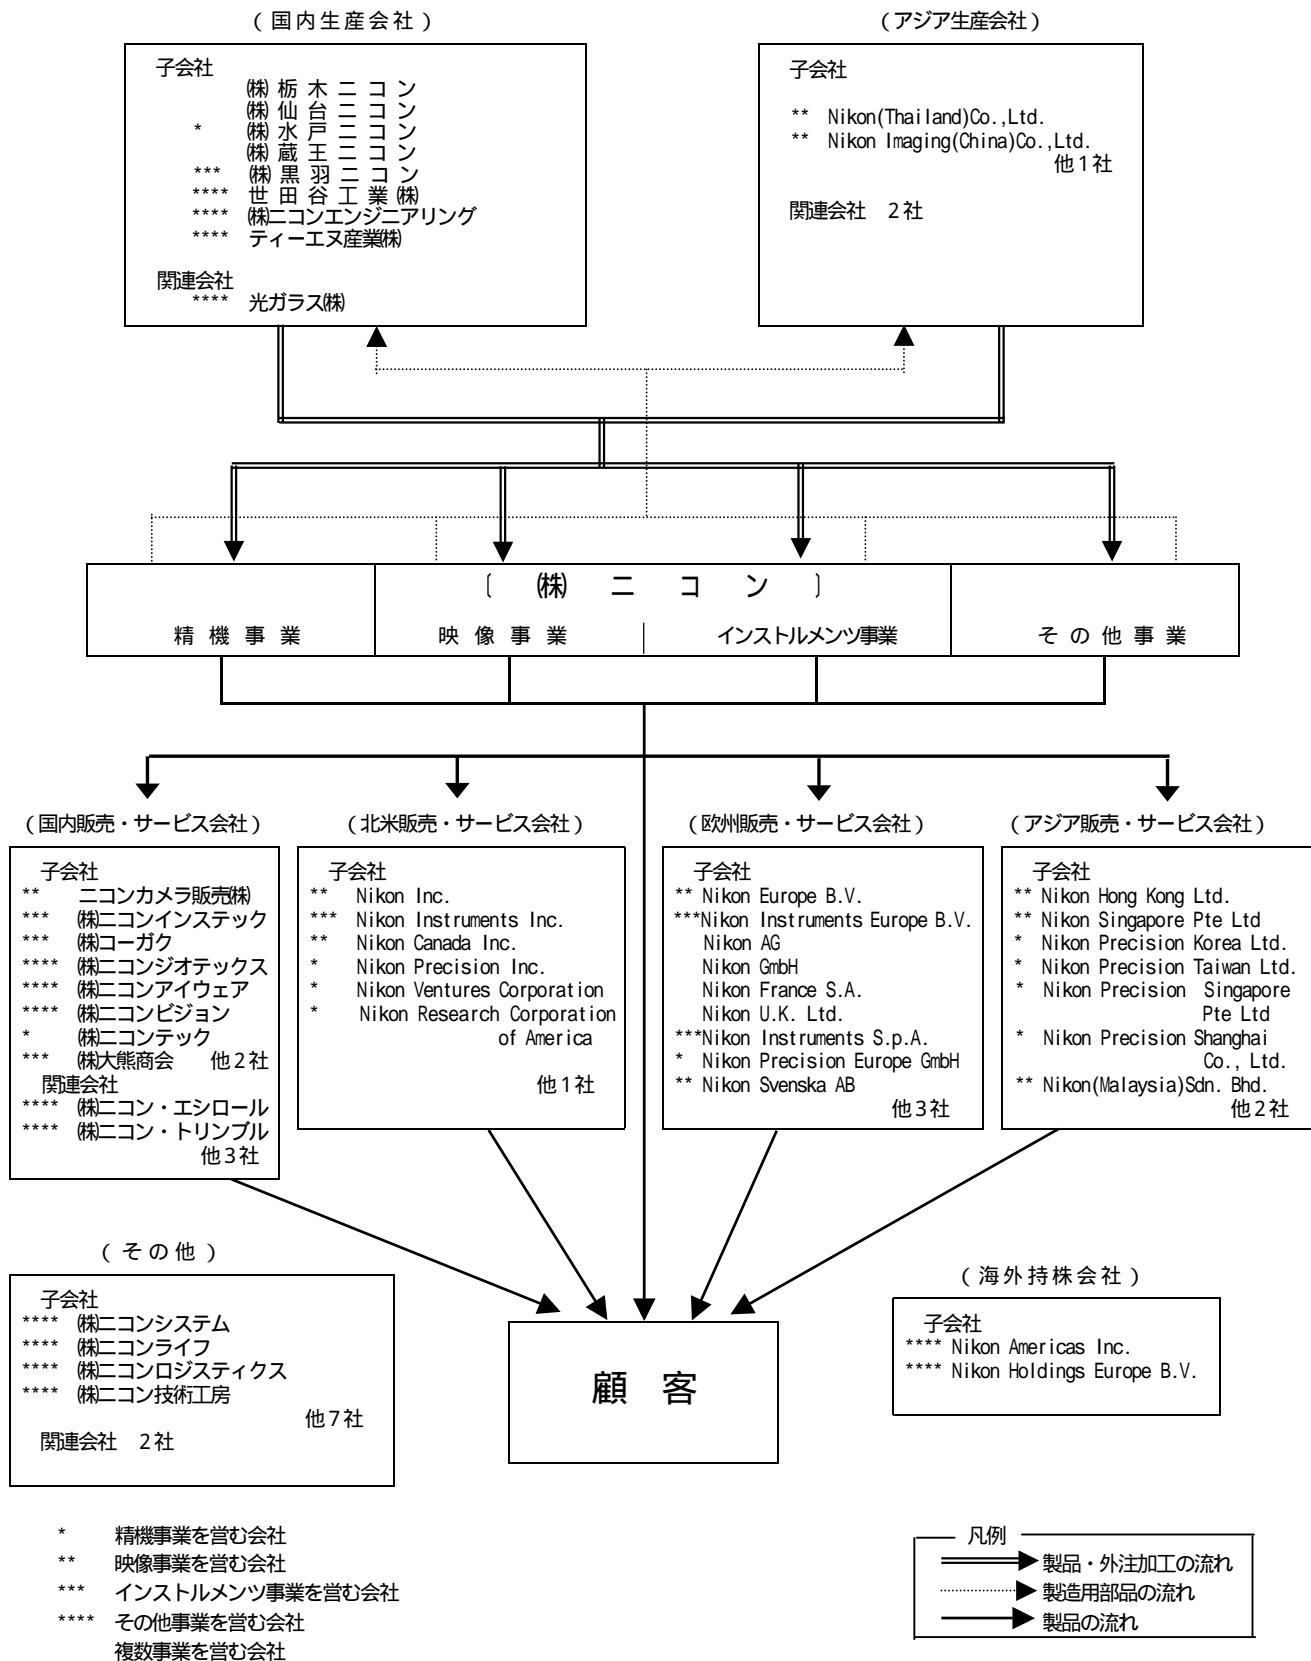 (国内生産会社)
子会社
㈱栃木ニコン
㈱仙台ニコン
* ㈱水戸ニコン
㈱蔵王ニコン
*** ㈱黒羽ニコン
**** 世田谷工業㈱
**** ㈱ニコンエンジニアリング
**** ティーエヌ産業㈱
関連会社
**** 光ガラス㈱
(アジア生産会社)
子会社
** Nikon(Thailand)Co.,Ltd.
** Nikon Imaging(China)Co.,Ltd.
他1社
関連会社 2社
〔 ㈱ ニ コ ン 〕
精機事業
映像事業
インストルメンツ事業
その他事業
(国内販売・サービス会社)
子会社
** ニコンカメラ販売㈱
*** ㈱ニコンインステック
*** ㈱コーガク
**** ㈱ニコンジオテックス
**** ㈱ニコンアイウェア
**** ㈱ニコンビジョン
* ㈱ニコンテック
*** ㈱大熊商会 他2社
関連会社
**** ㈱ニコン・エシロール
**** ㈱ニコン・トリンブル
他3社
(北米販売・サービス会社)
子会社
** Nikon Inc.
*** Nikon Instruments Inc.
** Nikon Canada Inc.
* Nikon Precision Inc.
* Nikon Ventures Corporation
* Nikon Research Corporation
of America
他1社
(欧州販売・サービス会社)
子会社
** Nikon Europe B.V.
***Nikon Instruments Europe B.V.
Nikon AG
Nikon GmbH
Nikon France S.A.
Nikon U.K. Ltd.
***Nikon Instruments S.p.A.
* Nikon Precision Europe GmbH
** Nikon Svenska AB
他3社
(アジア販売・サービス会社)
子会社
** Nikon Hong Kong Ltd.
** Nikon Singapore Pte Ltd
* Nikon Precision Korea Ltd.
* Nikon Precision Taiwan Ltd.
* Nikon Precision Singapore
Pte Ltd
* Nikon Precision Shanghai
Co., Ltd.
** Nikon(Malaysia)Sdn. Bhd.
他2社
(その他)
子会社
**** ㈱ニコンシステム
**** ㈱ニコンライフ
**** ㈱ニコンロジスティクス
**** ㈱ニコン技術工房
他7社
関連会社 2社
顧客
(海外持株会社)
子会社
**** Nikon Americas Inc.
**** Nikon Holdings Europe B.V.
* 精機事業を営む会社
** 映像事業を営む会社
*** インストルメンツ事業を営む会社
**** その他事業を営む会社
複数事業を営む会社
凡例
製品・外注加工の流れ
製造用部品の流れ
製品の流れ